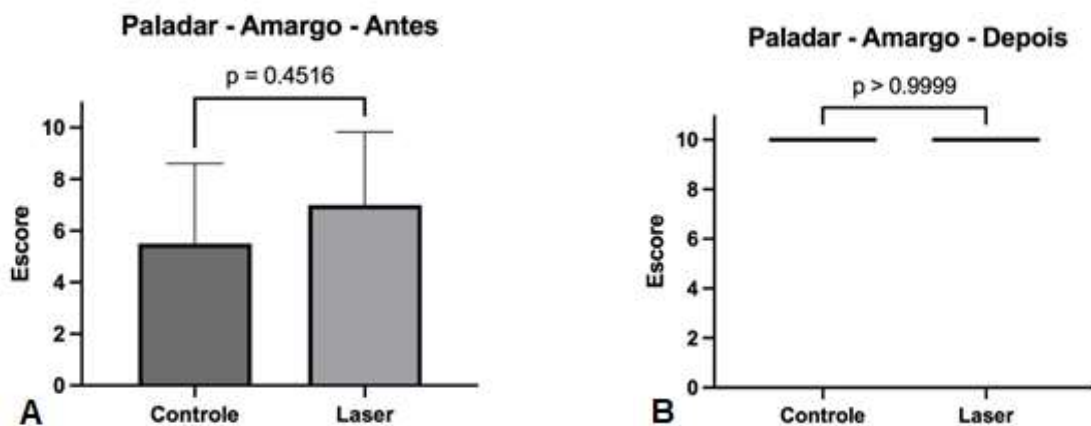 Paladar - Amargo - Antes
p = 0.4516
10
8
6
4
2
0
Escore
Controle
Laser
A
Paladar - Amargo - Depois
p > 0.9999
10
8
6
4
2
0
Escore
Controle
Laser
B